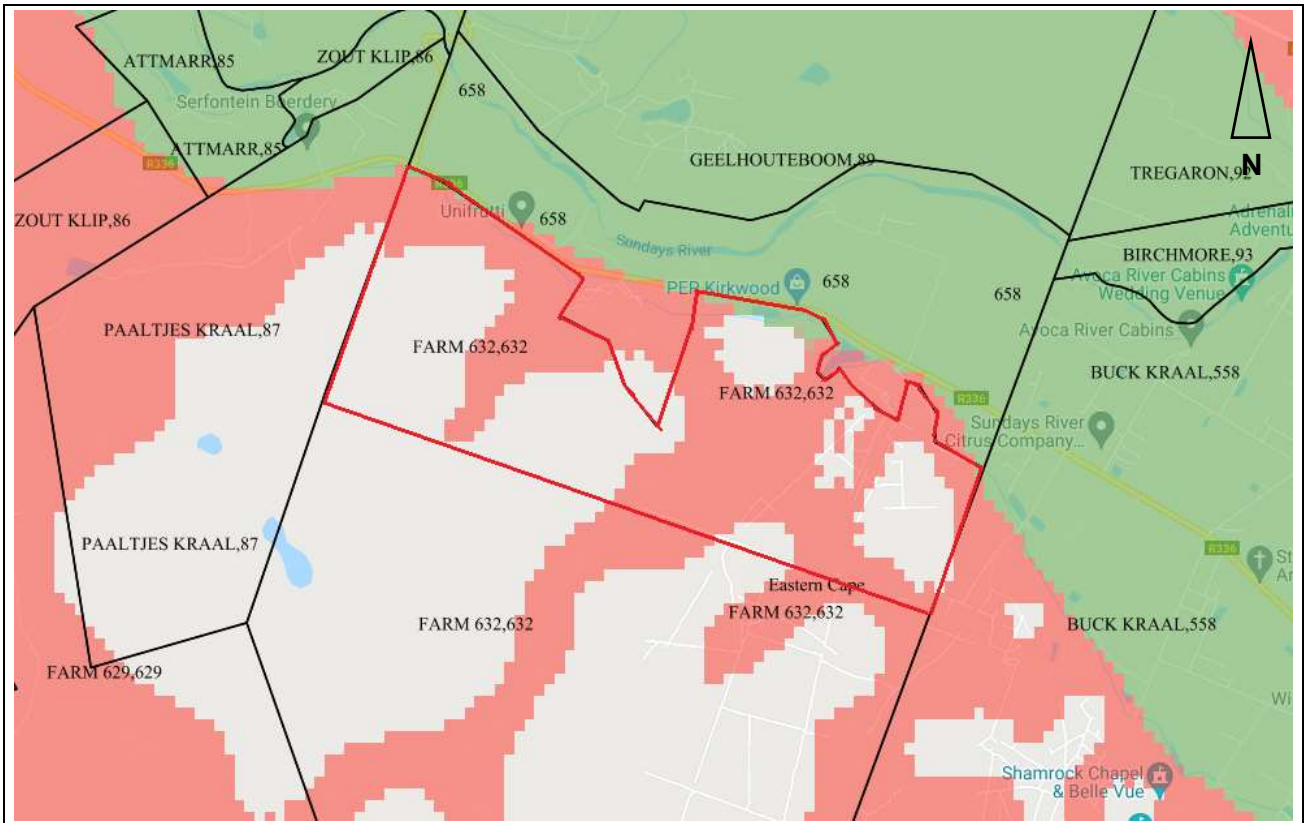 ATTMARR,85
ZOUT KLIP,86
658
Serfontein Boerdery
ATTMARR,85
R336
GEELHOUTEBOOM,89
N
TREGARON,92
ZOUT KLIP,86
Unifrutti
658
Sundays River
Adrenali
Adventu
BIRCHMORE,93
Avoca River Cabins
Wedding Venue
PER Kirkwood
658
658
PAALTJES KRAAL,87
FARM 632,632
Avoca River Cabins
BUCK KRAAL,558
FARM 632,632
R336
Sundays River
Citrus Company...
PAALTJES KRAAL,87
R336
St
Eastern Cape
FARM 632,632
FARM 632,632
BUCK KRAAL,558
FARM 629,629
Wi
Shamrock Chapel
& Belle Vue